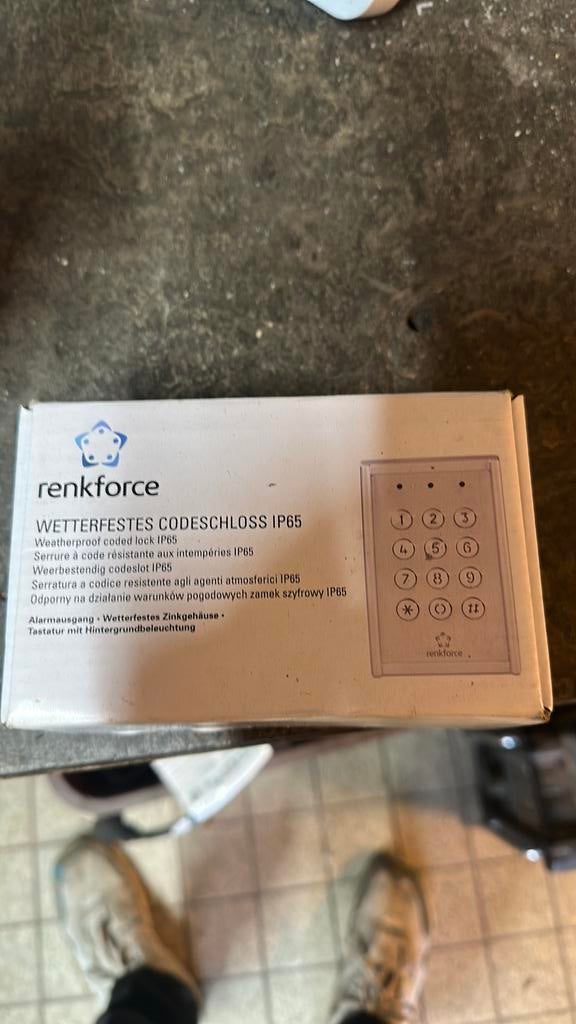 renkforce
WETTERFESTES CODESCHLOSS IP65
Weatherproof coded lock IP65
Serrure à code résistante aux intempéries IP65
Weerbestendig codeslot IP65
Serratura a codice resistente agli agenti atmosferici IP65
Odporny na działanie warunków pogodowych zamek szyfrowy IP65
Alarmausgang • Wetterfestes Zinkgehäuse •
Tastatur mit Hintergrundbeleuchtung
1 2 3
4 5 6
7 8 9
* 0 #
renkforce